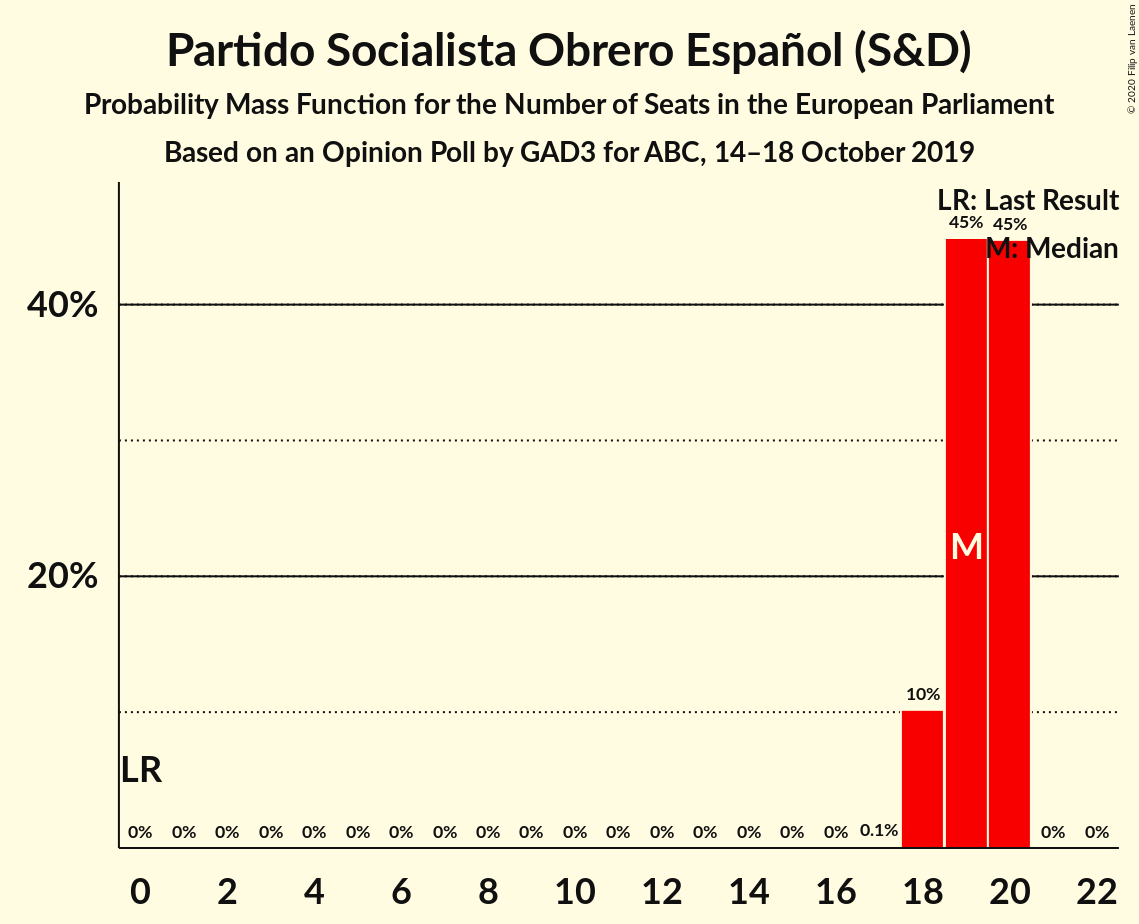 Partido Socialista Obrero Español (S&D)
Probability Mass Function for the Number of Seats in the European Parliament
Based on an Opinion Poll by GAD3 for ABC, 14–18 October 2019
© 2020 Filip van Laenen
LR: Last Result
M: Median
45% 45%
40%
20%
M
10%
LR
0% 0% 0% 0% 0% 0% 0% 0% 0% 0% 0% 0% 0% 0% 0% 0% 0% 0.1% 0% 0%
0 2 4 6 8 10 12 14 16 18 20 22